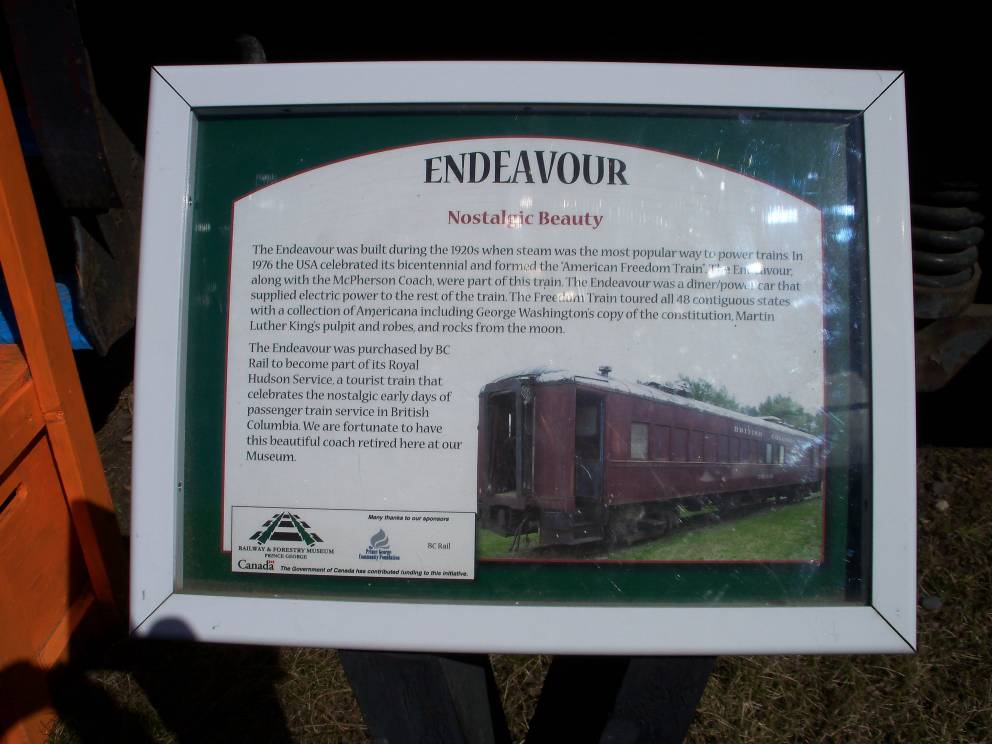 ENDEAVOUR
Nostalgic Beauty
The Endeavour was built during the 1920s when steam was the most popular way to power trains. In
1976 the USA celebrated its bicentennial and formed the "American Freedom Train". The Endeavour,
along with the McPherson Coach, were part of this train. The Endeavour was a diner/power car that
supplied electric power to the rest of the train. The Freedom Train toured all 48 contiguous states
with a collection of Americana including George Washington's copy of the constitution, Martin
Luther King's pulpit and robes, and rocks from the moon.
The Endeavour was purchased by BC
Rail to become part of its Royal
Hudson Service, a tourist train that
celebrates the nostalgic early days of
passenger train service in British
Columbia. We are fortunate to have
this beautiful coach retired here at our
Museum.
BRITISH COLUMBIA
Many thanks to our sponsors
RAILWAY & FORESTRY MUSEUM
PRINCE GEORGE
The Prince George
Community Foundation
BC Rail
Canada
The Government of Canada has contributed funding to this initiative.